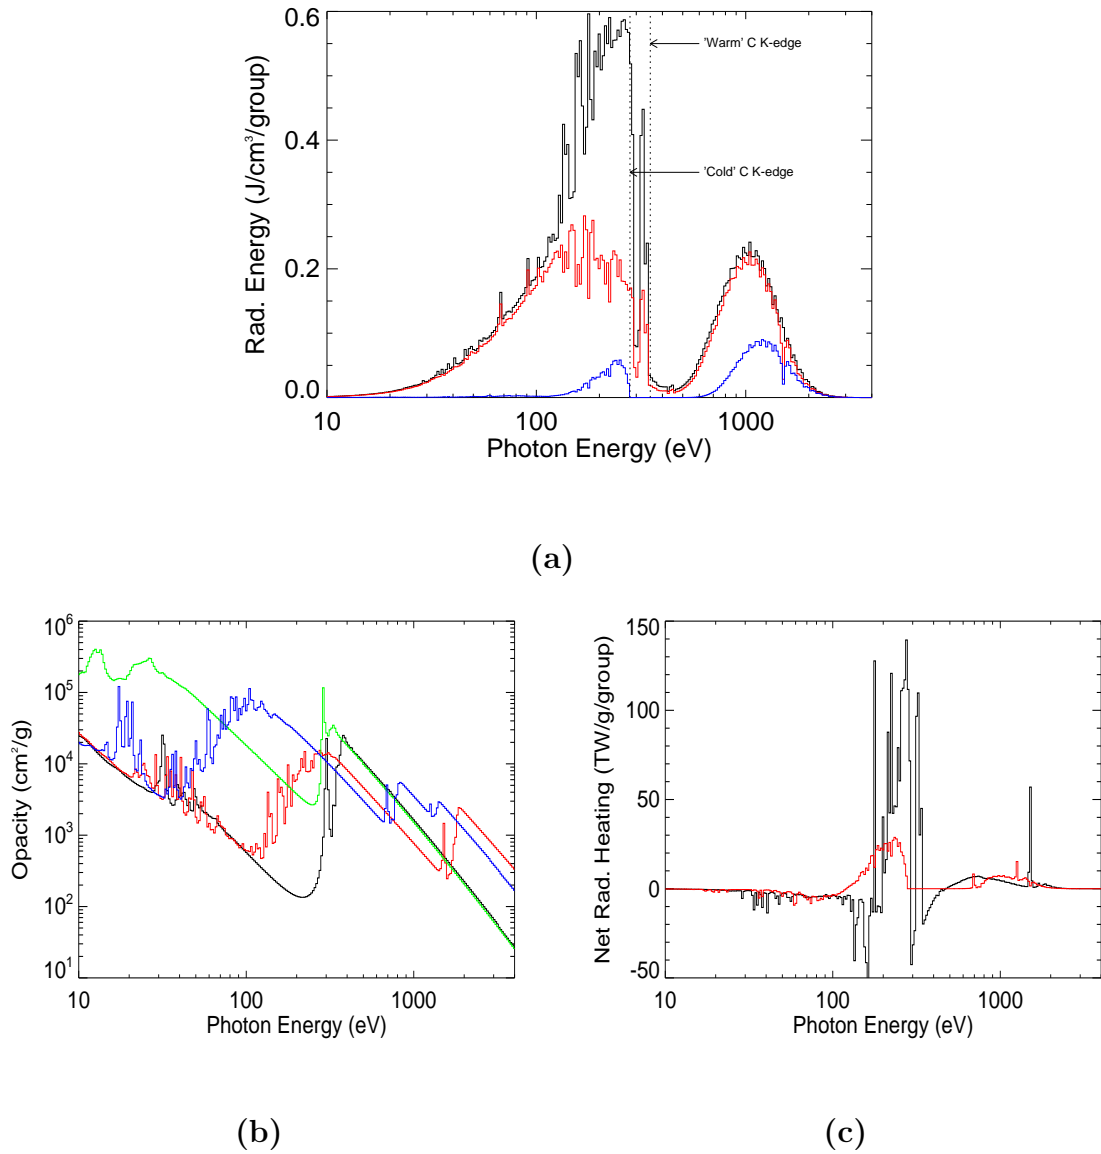 0.6
0.4
0.2
0.0
Rad. Energy (J/cm³/group)
'Warm' C K-edge
'Cold' C K-edge
10 100 1000
Photon Energy (eV)
(a)
10⁶
10⁵
10⁴
10³
10²
10¹
Opacity (cm²/g)
10 100 1000
Photon Energy (eV)
(b)
150
100
50
0
-50
Net Rad. Heating (TW/g/group)
10 100 1000
Photon Energy (eV)
(c)